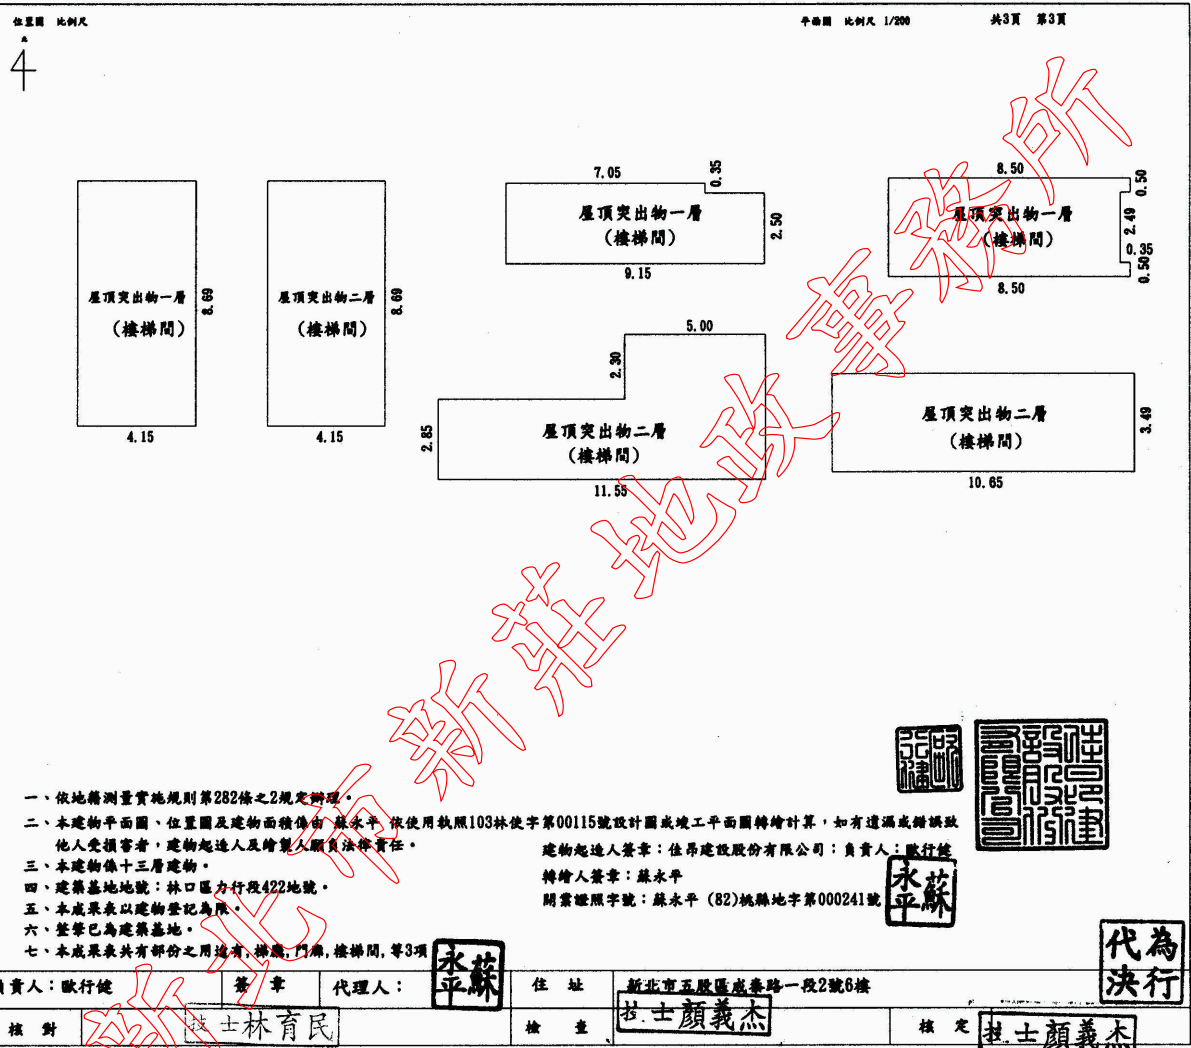 位置圖 比例尺
平面圖 比例尺 1/200
共3頁 第3頁
北
屋頂突出物一層
(樓梯間)
8.69
4.15
屋頂突出物二層
(樓梯間)
8.69
4.15
7.05
0.35
屋頂突出物一層
(樓梯間)
2.50
9.15
8.50
0.50
屋頂突出物一層
(樓梯間)
2.49
0.35
0.50
8.50
5.00
2.30
2.85
屋頂突出物二層
(樓梯間)
11.55
屋頂突出物二層
(樓梯間)
3.49
10.65
新北市新莊地政事務所
一、依地籍測量實施規則第282條之2規定辦理。
二、本建物平面圖、位置圖及建物面積係由 蘇永平 依使用執照103林使字第00115號設計圖或竣工平面圖轉繪計算,如有遺漏或錯誤致
他人受損害者,建物起造人及繪製人願負法律責任。
三、本建物係十三層建物。
四、建築基地地號:林口區力行段422地號。
五、本成果表以建物登記為限。
六、整筆已為建築基地。
七、本成果表共有部份之用途有,梯廳,門廳,樓梯間,等3項
建物起造人簽章:佳昂建設股份有限公司:負責人:歐行健
轉繪人簽章:蘇永平
開業證照字號:蘇永平 (82)桃縣地字第000241號
歐行健
佳昂建設股份有限公司
蘇永平
蘇永平
為行代決
負責人:歐行健
簽 章
代理人:
住 址
新北市五股區成泰路一段2號6樓
核 對
技士林育民
檢 查
技士顏義杰
核 定
技士顏義杰